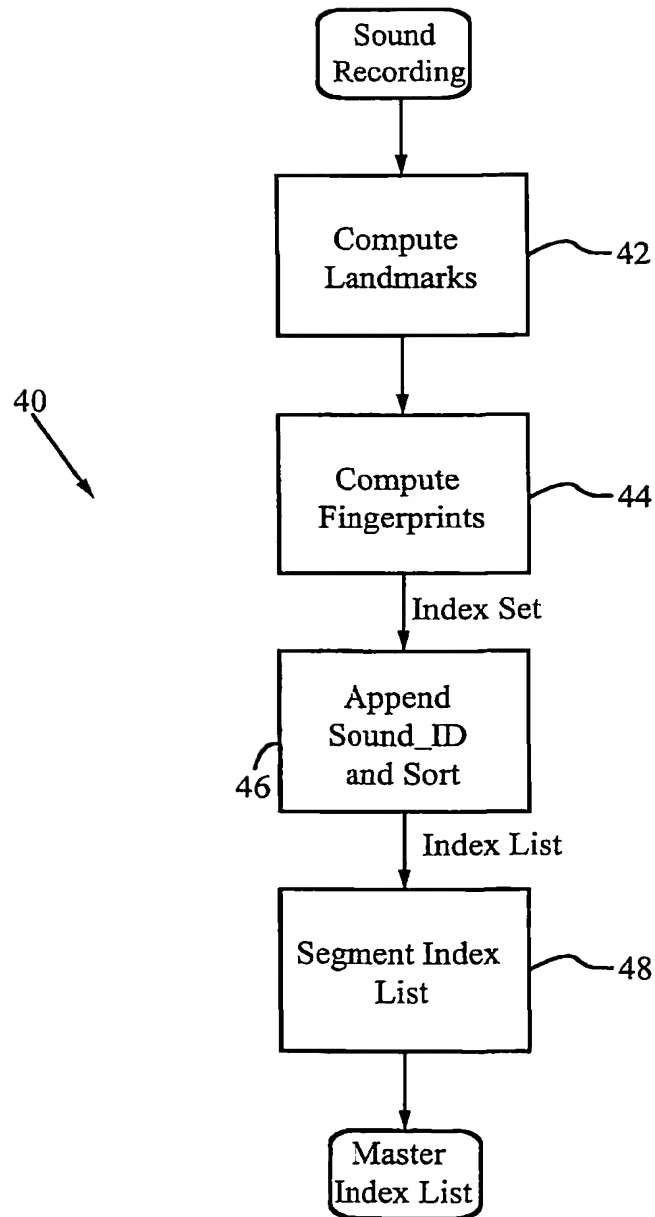 Sound
Recording
Compute
Landmarks
42
40
Compute
Fingerprints
44
Index Set
Append
Sound_ID
and Sort
46
Index List
Segment Index
List
48
Master
Index List